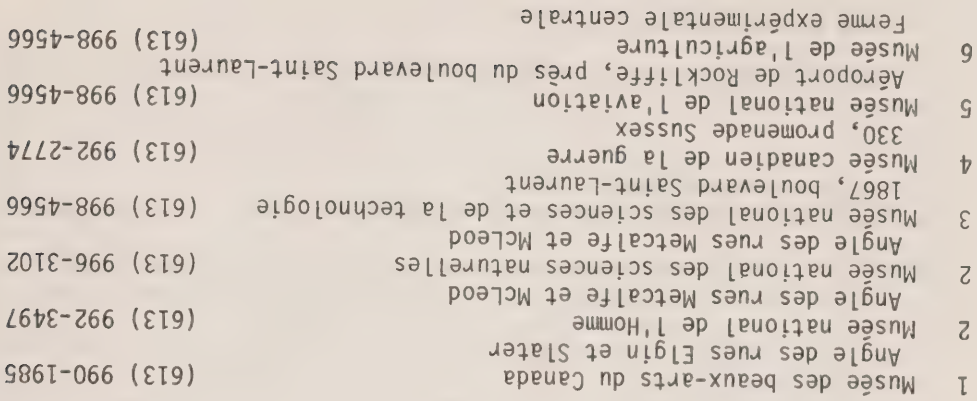 1 Musée des beaux-arts du Canada (613) 990-1985
Angle des rues Elgin et Slater
2 Musée national de l'Homme (613) 992-3497
Angle des rues Metcalfe et McLeod
2 Musée national des sciences naturelles (613) 996-3102
Angle des rues Metcalfe et McLeod
3 Musée national des sciences et de la technologie (613) 998-4566
1867, boulevard Saint-Laurent
4 Musée canadien de la guerre (613) 992-2774
330, promenade Sussex
5 Musée national de l'aviation (613) 998-4566
Aéroport de Rockliffe, près du boulevard Saint-Laurent
6 Musée de l'agriculture (613) 998-4566
Ferme expérimentale centrale